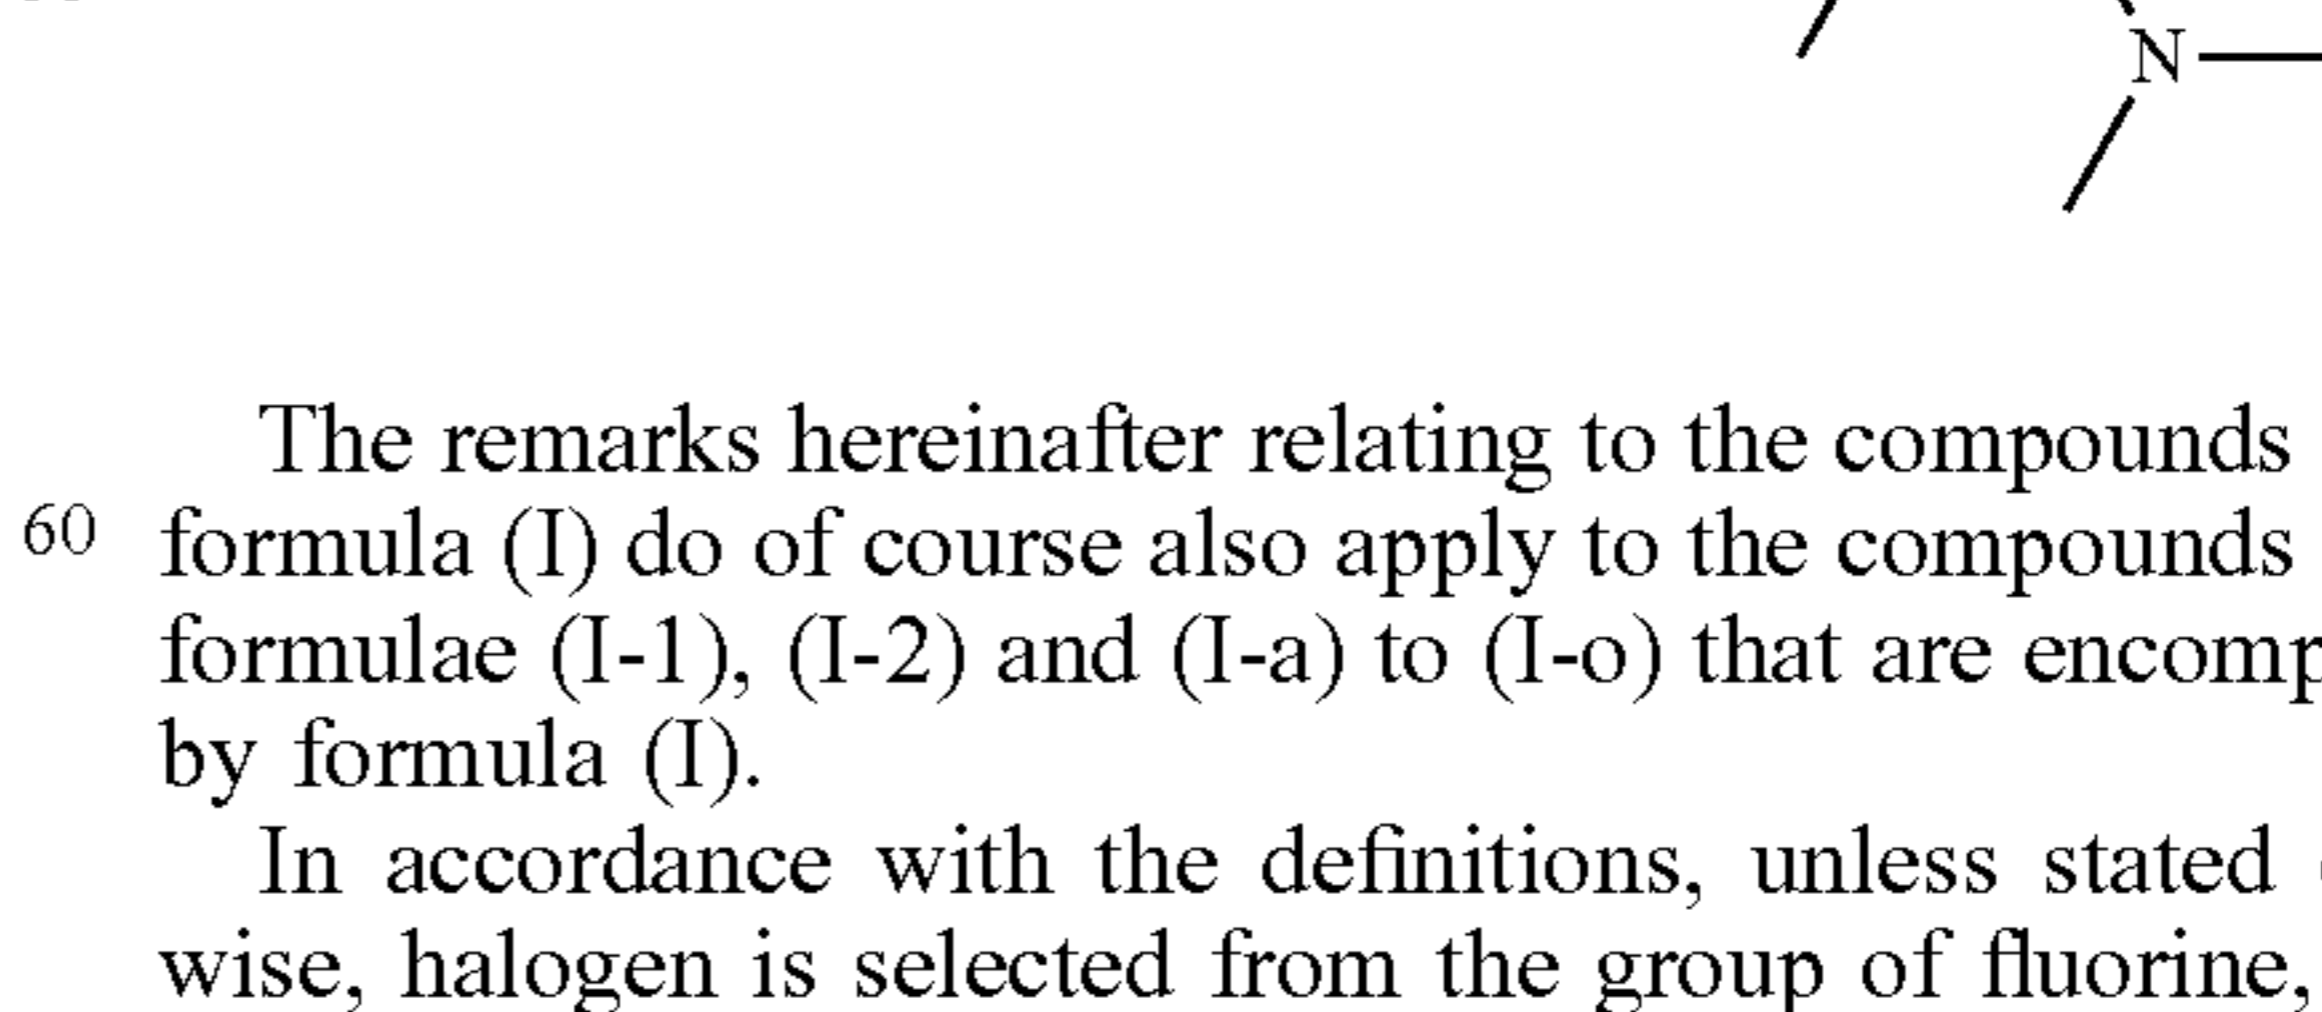 N
The remarks hereinafter relating to the compounds
60 formula (I) do of course also apply to the compounds
formulae (I-1), (I-2) and (I-a) to (I-o) that are encomp
by formula (I).
In accordance with the definitions, unless stated
wise, halogen is selected from the group of fluorine,